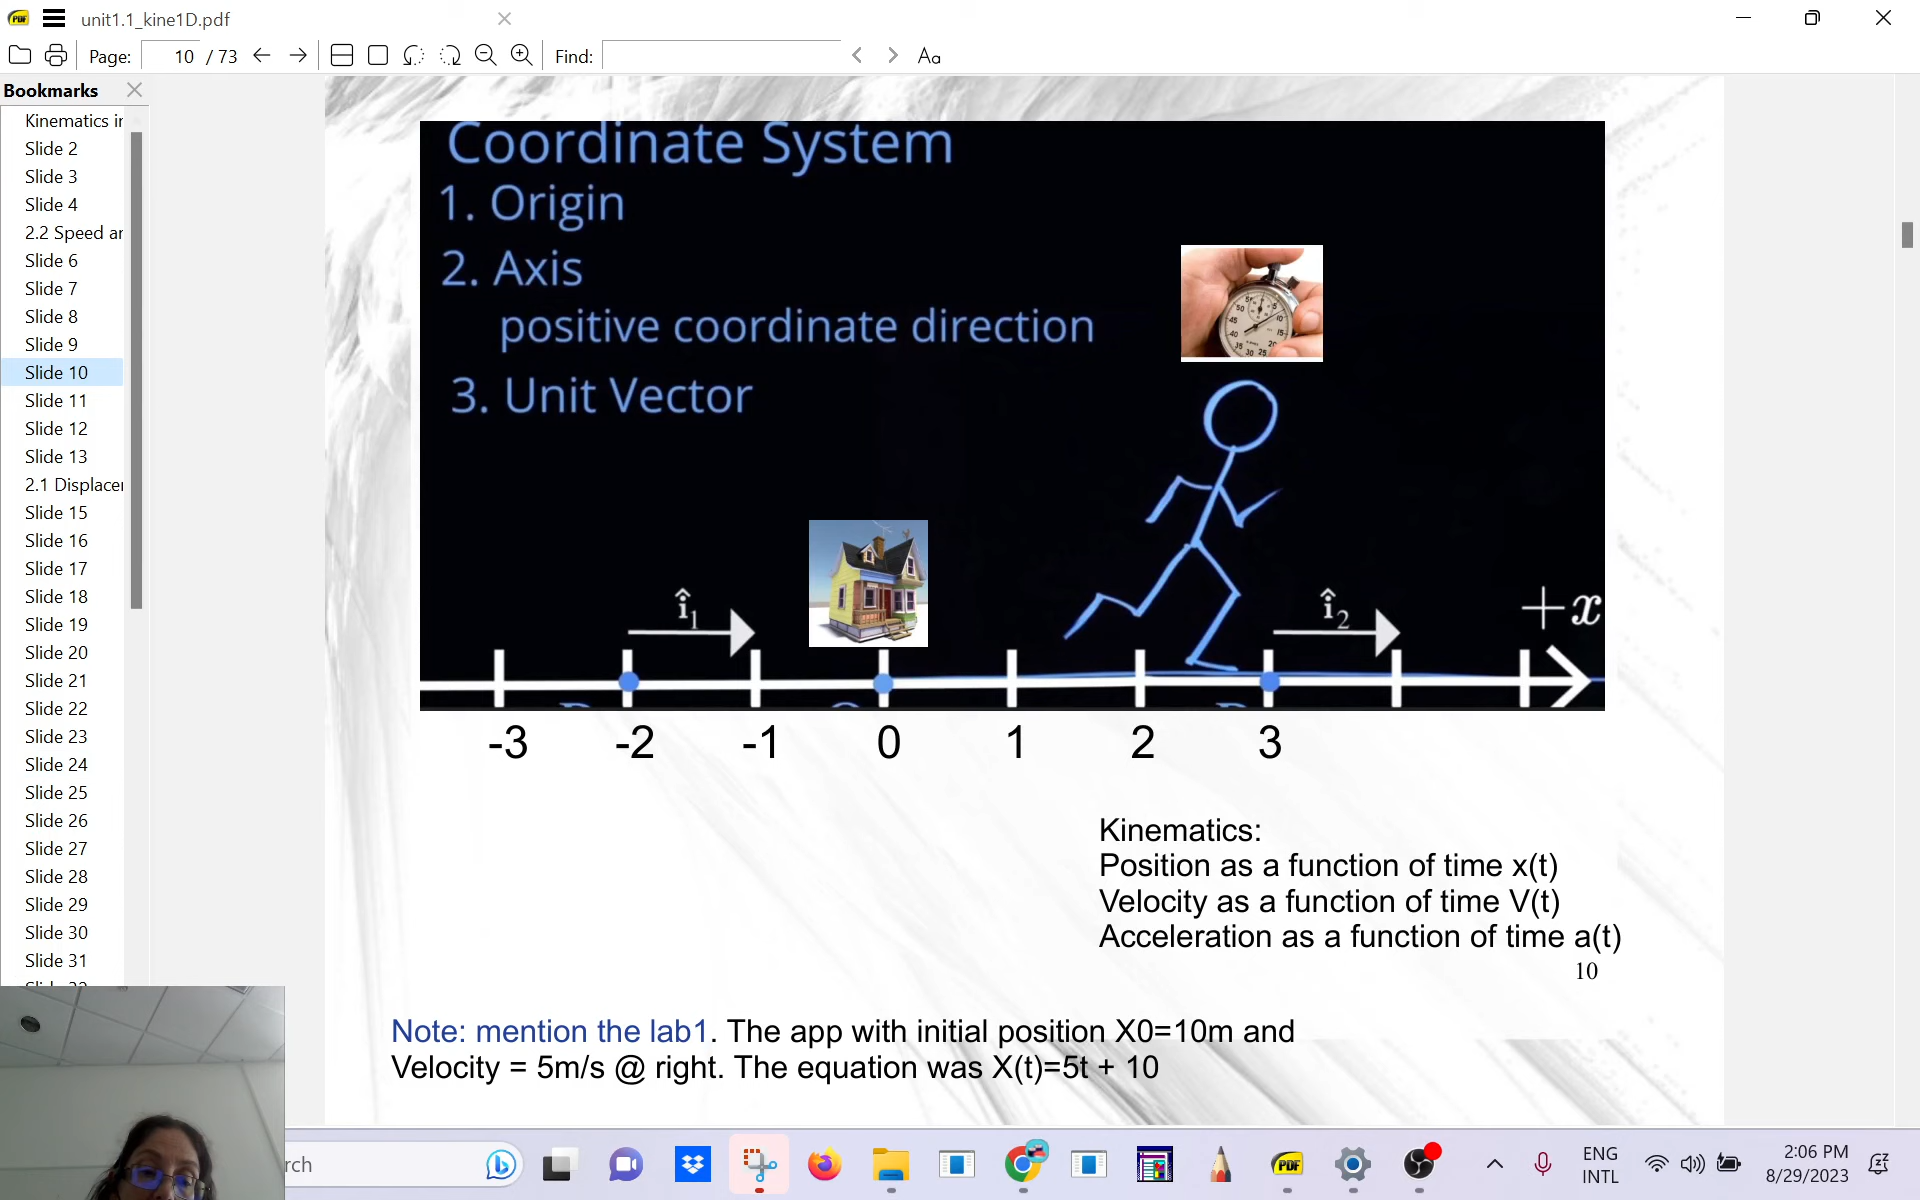 unit1.1_kine1D.pdf
Page: 10 / 73 Find: Aa
Bookmarks
Kinematics in
Slide 2
Slide 3
Slide 4
2.2 Speed ar
Slide 6
Slide 7
Slide 8
Slide 9
Slide 10
Slide 11
Slide 12
Slide 13
2.1 Displacer
Slide 15
Slide 16
Slide 17
Slide 18
Slide 19
Slide 20
Slide 21
Slide 22
Slide 23
Slide 24
Slide 25
Slide 26
Slide 27
Slide 28
Slide 29
Slide 30
Slide 31
Coordinate System
1. Origin
2. Axis
positive coordinate direction
3. Unit Vector
î₁
î₂
+x
-3 -2 -1 0 1 2 3
Kinematics:
Position as a function of time x(t)
Velocity as a function of time V(t)
Acceleration as a function of time a(t)
10
Note: mention the lab1. The app with initial position X0=10m and
Velocity = 5m/s @ right. The equation was X(t)=5t + 10
rch
PDF
ENG
INTL
2:06 PM
8/29/2023